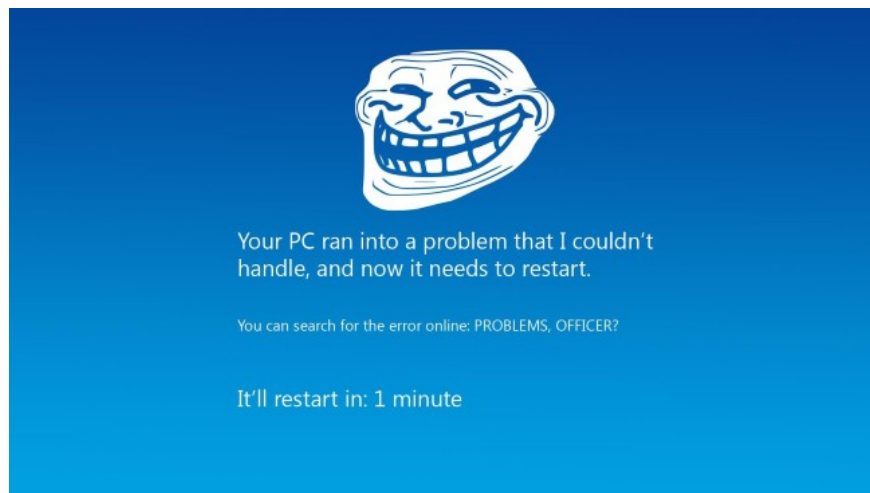 Your PC ran into a problem that I couldn't
handle, and now it needs to restart.
You can search for the error online: PROBLEMS, OFFICER?
It'll restart in: 1 minute